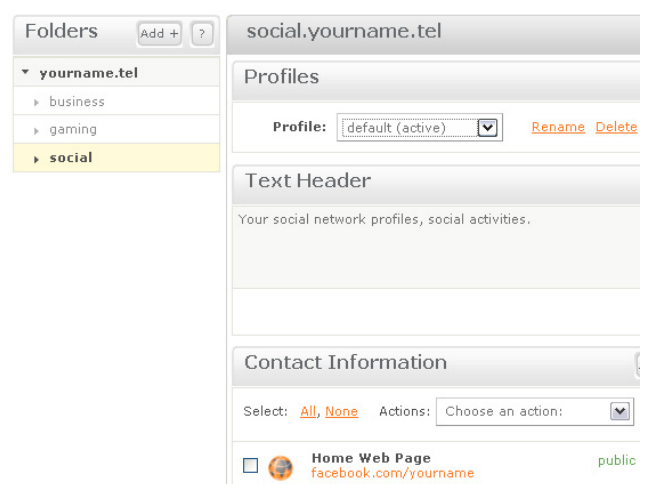 Folders Add + ?
yourname.tel
business
gaming
social
social.yourname.tel
Profiles
Profile: default (active) Rename Delete
Text Header
Your social network profiles, social activities.
Contact Information
Select: All, None Actions: Choose an action:
Home Web Page public
facebook.com/yourname